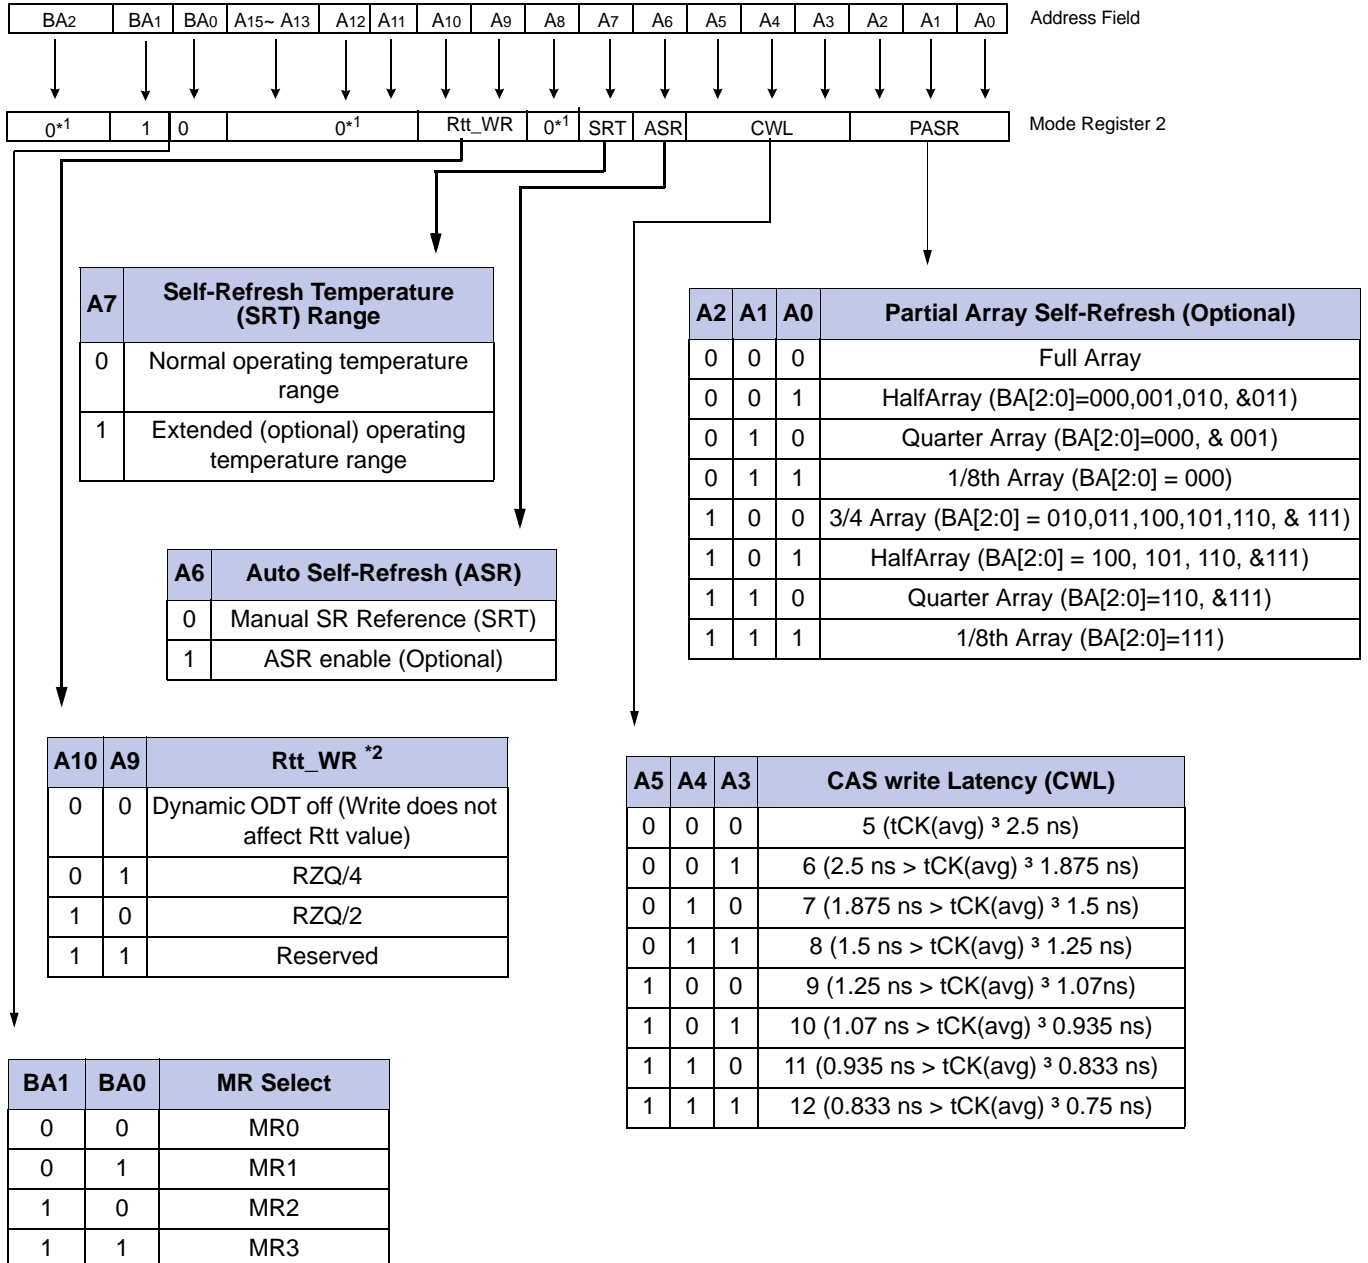 BA2 BA1 BA0 A15~ A13 A12 A11 A10 A9 A8 A7 A6 A5 A4 A3 A2 A1 A0 Address Field
0*1 1 0 0*1 Rtt_WR 0*1 SRT ASR CWL PASR Mode Register 2
A7 Self-Refresh Temperature
(SRT) Range
0 Normal operating temperature
range
1 Extended (optional) operating
temperature range
A2 A1 A0 Partial Array Self-Refresh (Optional)
0 0 0 Full Array
0 0 1 HalfArray (BA[2:0]=000,001,010, &011)
0 1 0 Quarter Array (BA[2:0]=000, & 001)
0 1 1 1/8th Array (BA[2:0] = 000)
1 0 0 3/4 Array (BA[2:0] = 010,011,100,101,110, & 111)
1 0 1 HalfArray (BA[2:0] = 100, 101, 110, &111)
1 1 0 Quarter Array (BA[2:0]=110, &111)
1 1 1 1/8th Array (BA[2:0]=111)
A6 Auto Self-Refresh (ASR)
0 Manual SR Reference (SRT)
1 ASR enable (Optional)
A10 A9 Rtt_WR *2
0 0 Dynamic ODT off (Write does not
affect Rtt value)
0 1 RZQ/4
1 0 RZQ/2
1 1 Reserved
A5 A4 A3 CAS write Latency (CWL)
0 0 0 5 (tCK(avg) ³ 2.5 ns)
0 0 1 6 (2.5 ns > tCK(avg) ³ 1.875 ns)
0 1 0 7 (1.875 ns > tCK(avg) ³ 1.5 ns)
0 1 1 8 (1.5 ns > tCK(avg) ³ 1.25 ns)
1 0 0 9 (1.25 ns > tCK(avg) ³ 1.07ns)
1 0 1 10 (1.07 ns > tCK(avg) ³ 0.935 ns)
1 1 0 11 (0.935 ns > tCK(avg) ³ 0.833 ns)
1 1 1 12 (0.833 ns > tCK(avg) ³ 0.75 ns)
BA1 BA0 MR Select
0 0 MR0
0 1 MR1
1 0 MR2
1 1 MR3